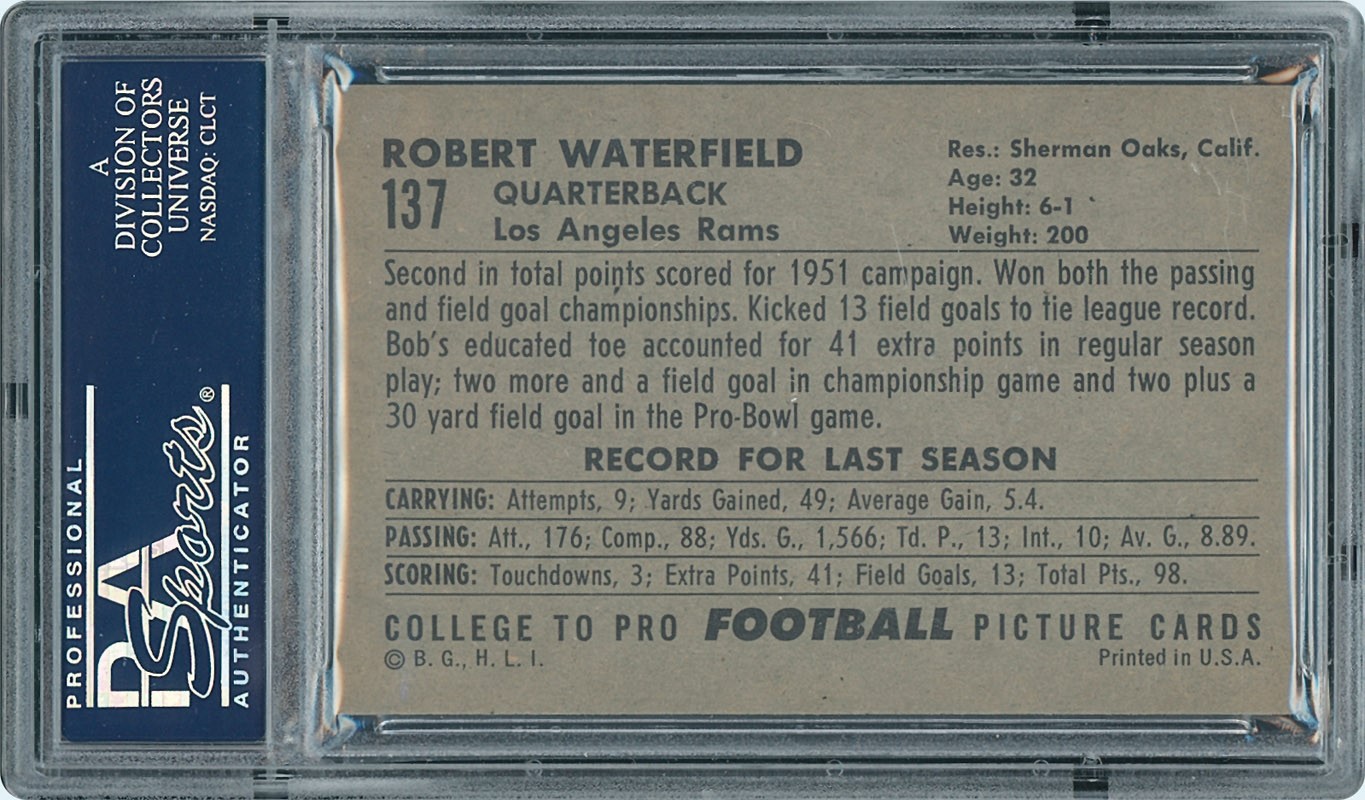 A
DIVISION OF
COLLECTORS
UNIVERSE
NASDAQ: CLCT
PROFESSIONAL
PSA
Sports®
AUTHENTICATOR
ROBERT WATERFIELD
137
QUARTERBACK
Los Angeles Rams
Res.: Sherman Oaks, Calif.
Age: 32
Height: 6-1
Weight: 200
Second in total points scored for 1951 campaign. Won both the passing
and field goal championships. Kicked 13 field goals to tie league record.
Bob's educated toe accounted for 41 extra points in regular season
play; two more and a field goal in championship game and two plus a
30 yard field goal in the Pro-Bowl game.
RECORD FOR LAST SEASON
CARRYING: Attempts, 9; Yards Gained, 49; Average Gain, 5.4.
PASSING: Att., 176; Comp., 88; Yds. G., 1,566; Td. P., 13; Int., 10; Av. G., 8.89.
SCORING: Touchdowns, 3; Extra Points, 41; Field Goals, 13; Total Pts., 98.
COLLEGE TO PRO FOOTBALL PICTURE CARDS
© B. G., H. L. I.
Printed in U.S.A.